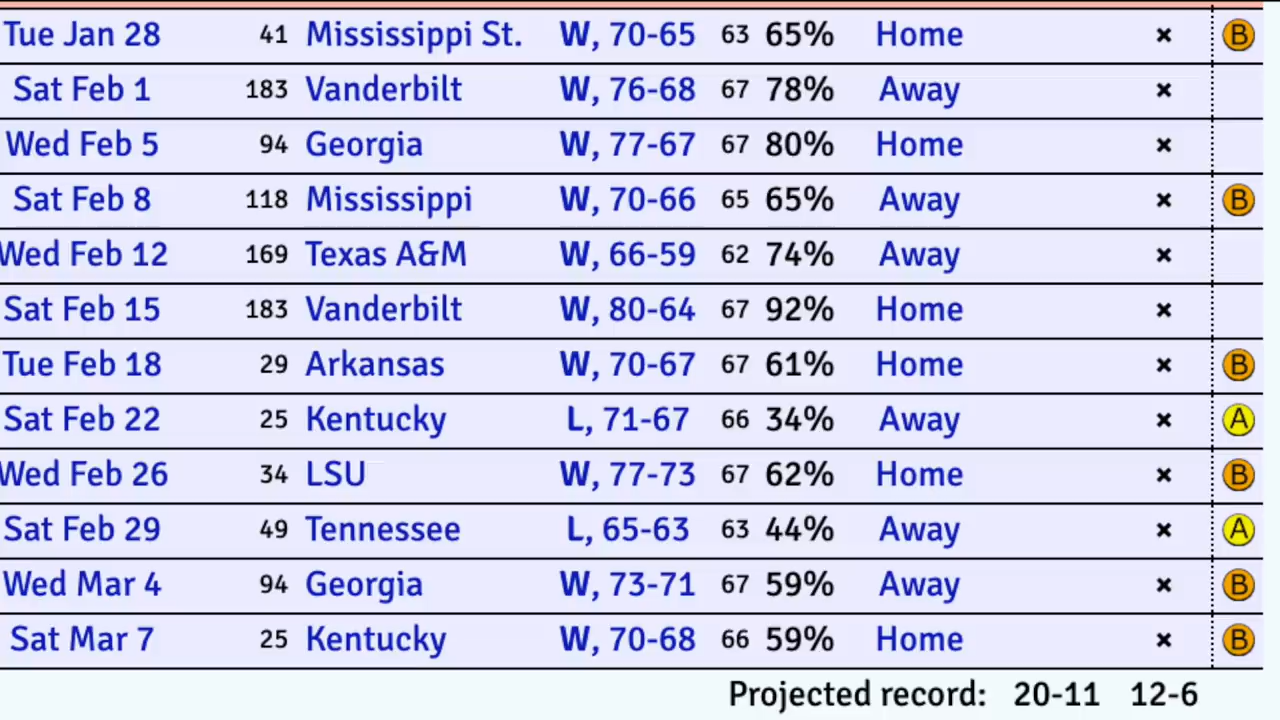 Tue Jan 28 41 Mississippi St. W, 70-65 63 65% Home × B
Sat Feb 1 183 Vanderbilt W, 76-68 67 78% Away ×
Wed Feb 5 94 Georgia W, 77-67 67 80% Home ×
Sat Feb 8 118 Mississippi W, 70-66 65 65% Away × B
Wed Feb 12 169 Texas A&M W, 66-59 62 74% Away ×
Sat Feb 15 183 Vanderbilt W, 80-64 67 92% Home ×
Tue Feb 18 29 Arkansas W, 70-67 67 61% Home × B
Sat Feb 22 25 Kentucky L, 71-67 66 34% Away × A
Wed Feb 26 34 LSU W, 77-73 67 62% Home × B
Sat Feb 29 49 Tennessee L, 65-63 63 44% Away × A
Wed Mar 4 94 Georgia W, 73-71 67 59% Away × B
Sat Mar 7 25 Kentucky W, 70-68 66 59% Home × B
Projected record: 20-11 12-6